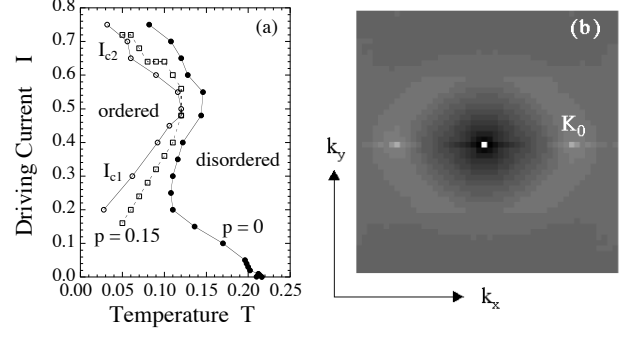 0.8
0.7
0.6
0.5
0.4
0.3
0.2
0.1
0.0
Driving Current I
(a)
I_c2
ordered
disordered
I_c1
p = 0.15
p = 0
0.00 0.05 0.10 0.15 0.20 0.25
Temperature T
(b)
K_0
k_y
k_x